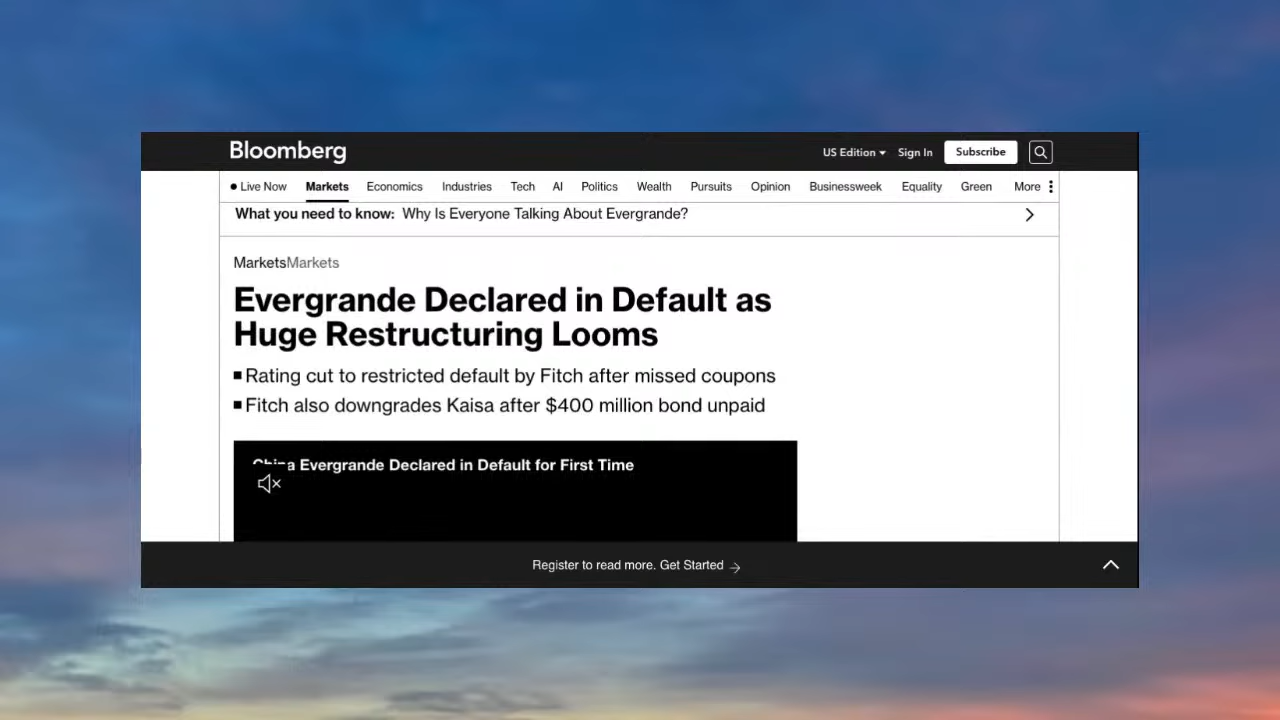 Bloomberg
US Edition Sign In Subscribe
Live Now Markets Economics Industries Tech AI Politics Wealth Pursuits Opinion Businessweek Equality Green More
What you need to know: Why Is Everyone Talking About Evergrande?
MarketsMarkets
Evergrande Declared in Default as
Huge Restructuring Looms
Rating cut to restricted default by Fitch after missed coupons
Fitch also downgrades Kaisa after $400 million bond unpaid
China Evergrande Declared in Default for First Time
Register to read more. Get Started →